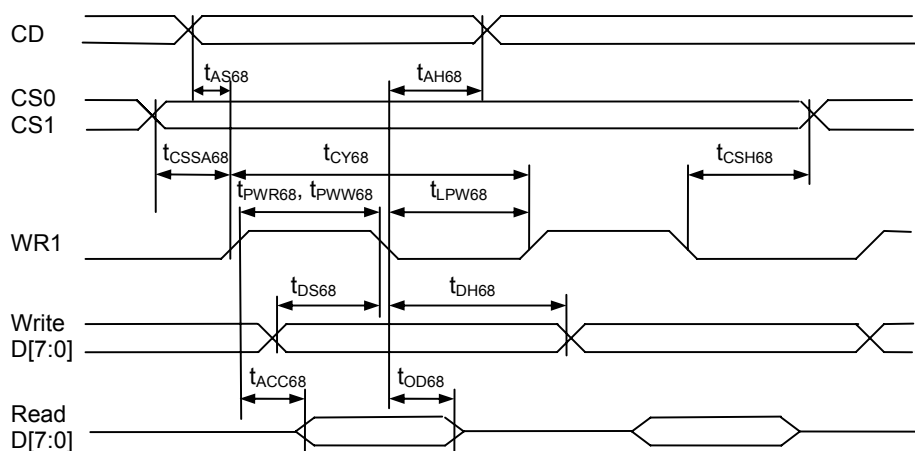 CD
tAS68 tAH68
CS0
CS1
tCSSA68 tCY68 tCSH68
tPWR68, tPWW68 tLPW68
WR1
tDS68 tDH68
Write
D[7:0]
tACC68 tOD68
Read
D[7:0]